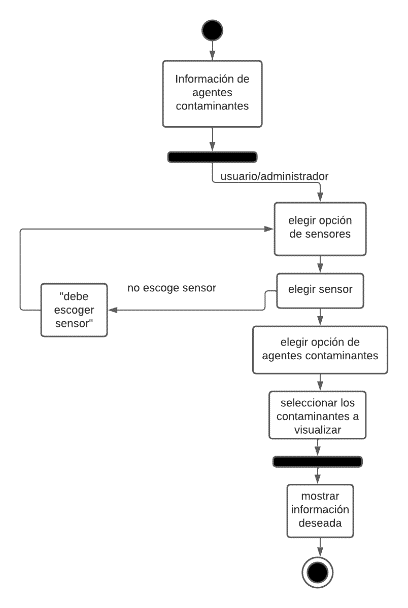 Información de
agentes
contaminantes
usuario/administrador
elegir opción
de sensores
no escoge sensor
elegir sensor
"debe
escoger
sensor"
elegir opción de
agentes contaminantes
seleccionar los
contaminantes a
visualizar
mostrar
información
deseada